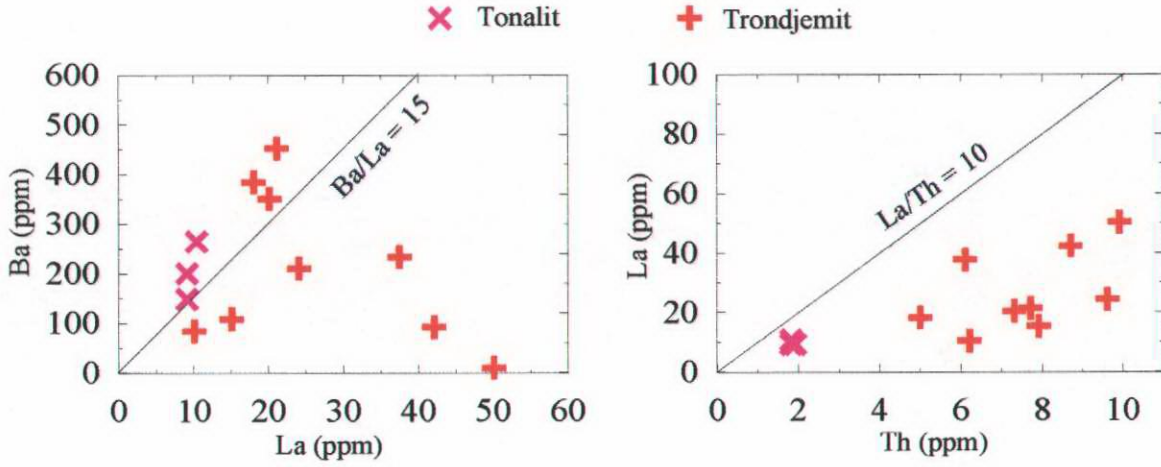 Tonalit Trondjemit
600
500
400
300
200
100
0
Ba (ppm)
Ba/La = 15
0 10 20 30 40 50 60
La (ppm)
100
80
60
40
20
0
La (ppm)
La/Th = 10
0 2 4 6 8 10
Th (ppm)